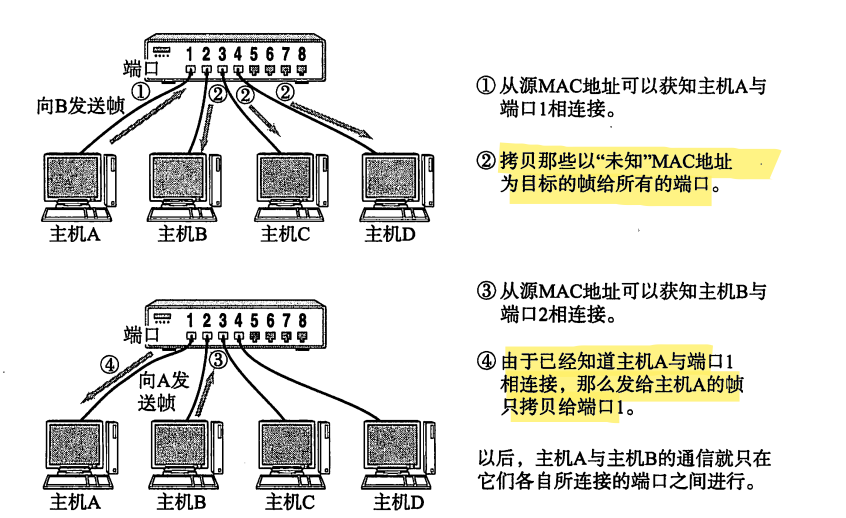 1 2 3 4 5 6 7 8
端口
①
② ② ②
向B发送帧
主机A 主机B 主机C 主机D
①从源MAC地址可以获知主机A与
端口1相连接。
②拷贝那些以“未知”MAC地址
为目标的帧给所有的端口。
1 2 3 4 5 6 7 8
端口
④
③
向A发
送帧
主机A 主机B 主机C 主机D
③从源MAC地址可以获知主机B与
端口2相连接。
④由于已经知道主机A与端口1
相连接，那么发给主机A的帧
只拷贝给端口1。
以后，主机A与主机B的通信就只在
它们各自所连接的端口之间进行。